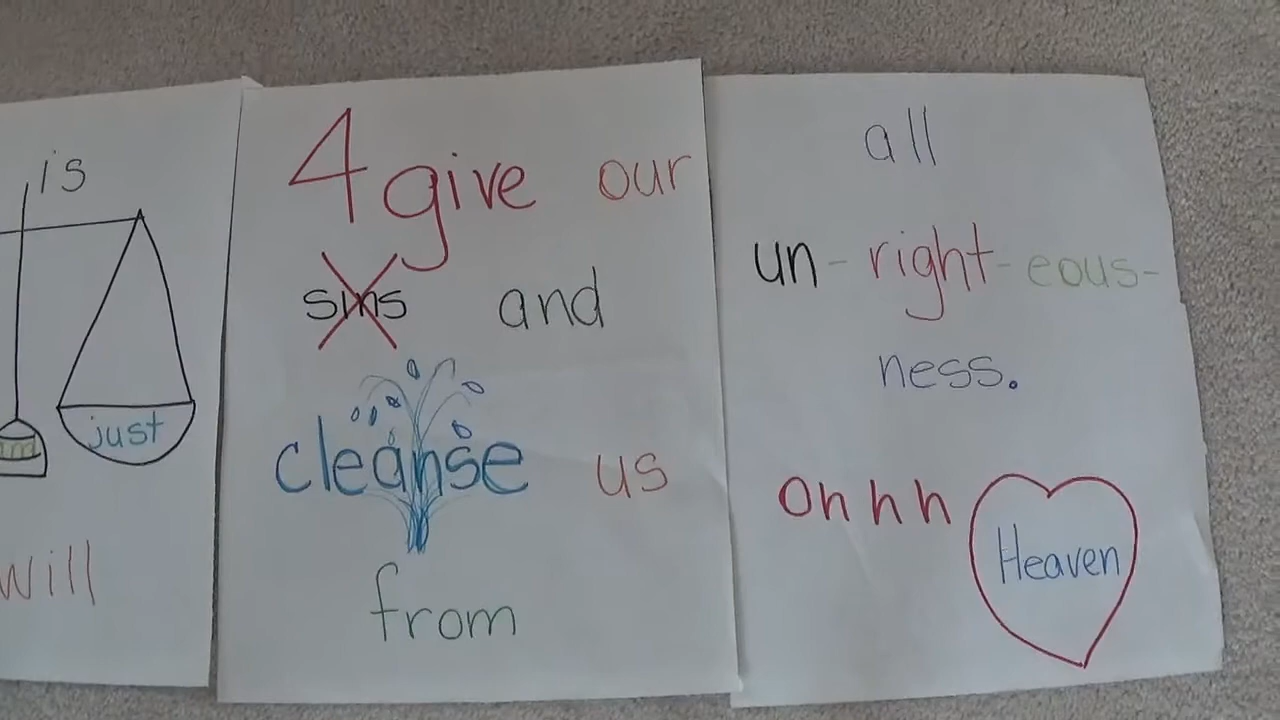 is
just
will
4give our
sins and
cleanse us
from
all
un-right-eous-
ness.
Ohhh Heaven